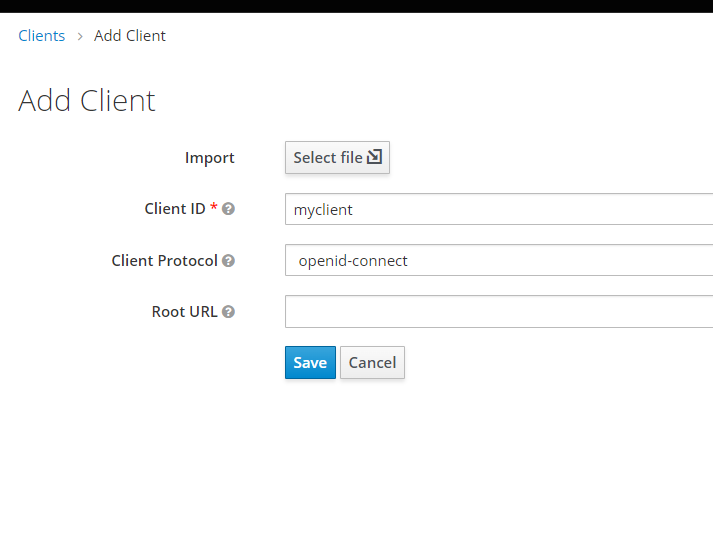 Clients > Add Client
Add Client
Import Select file
Client ID * myclient
Client Protocol openid-connect
Root URL
Save Cancel